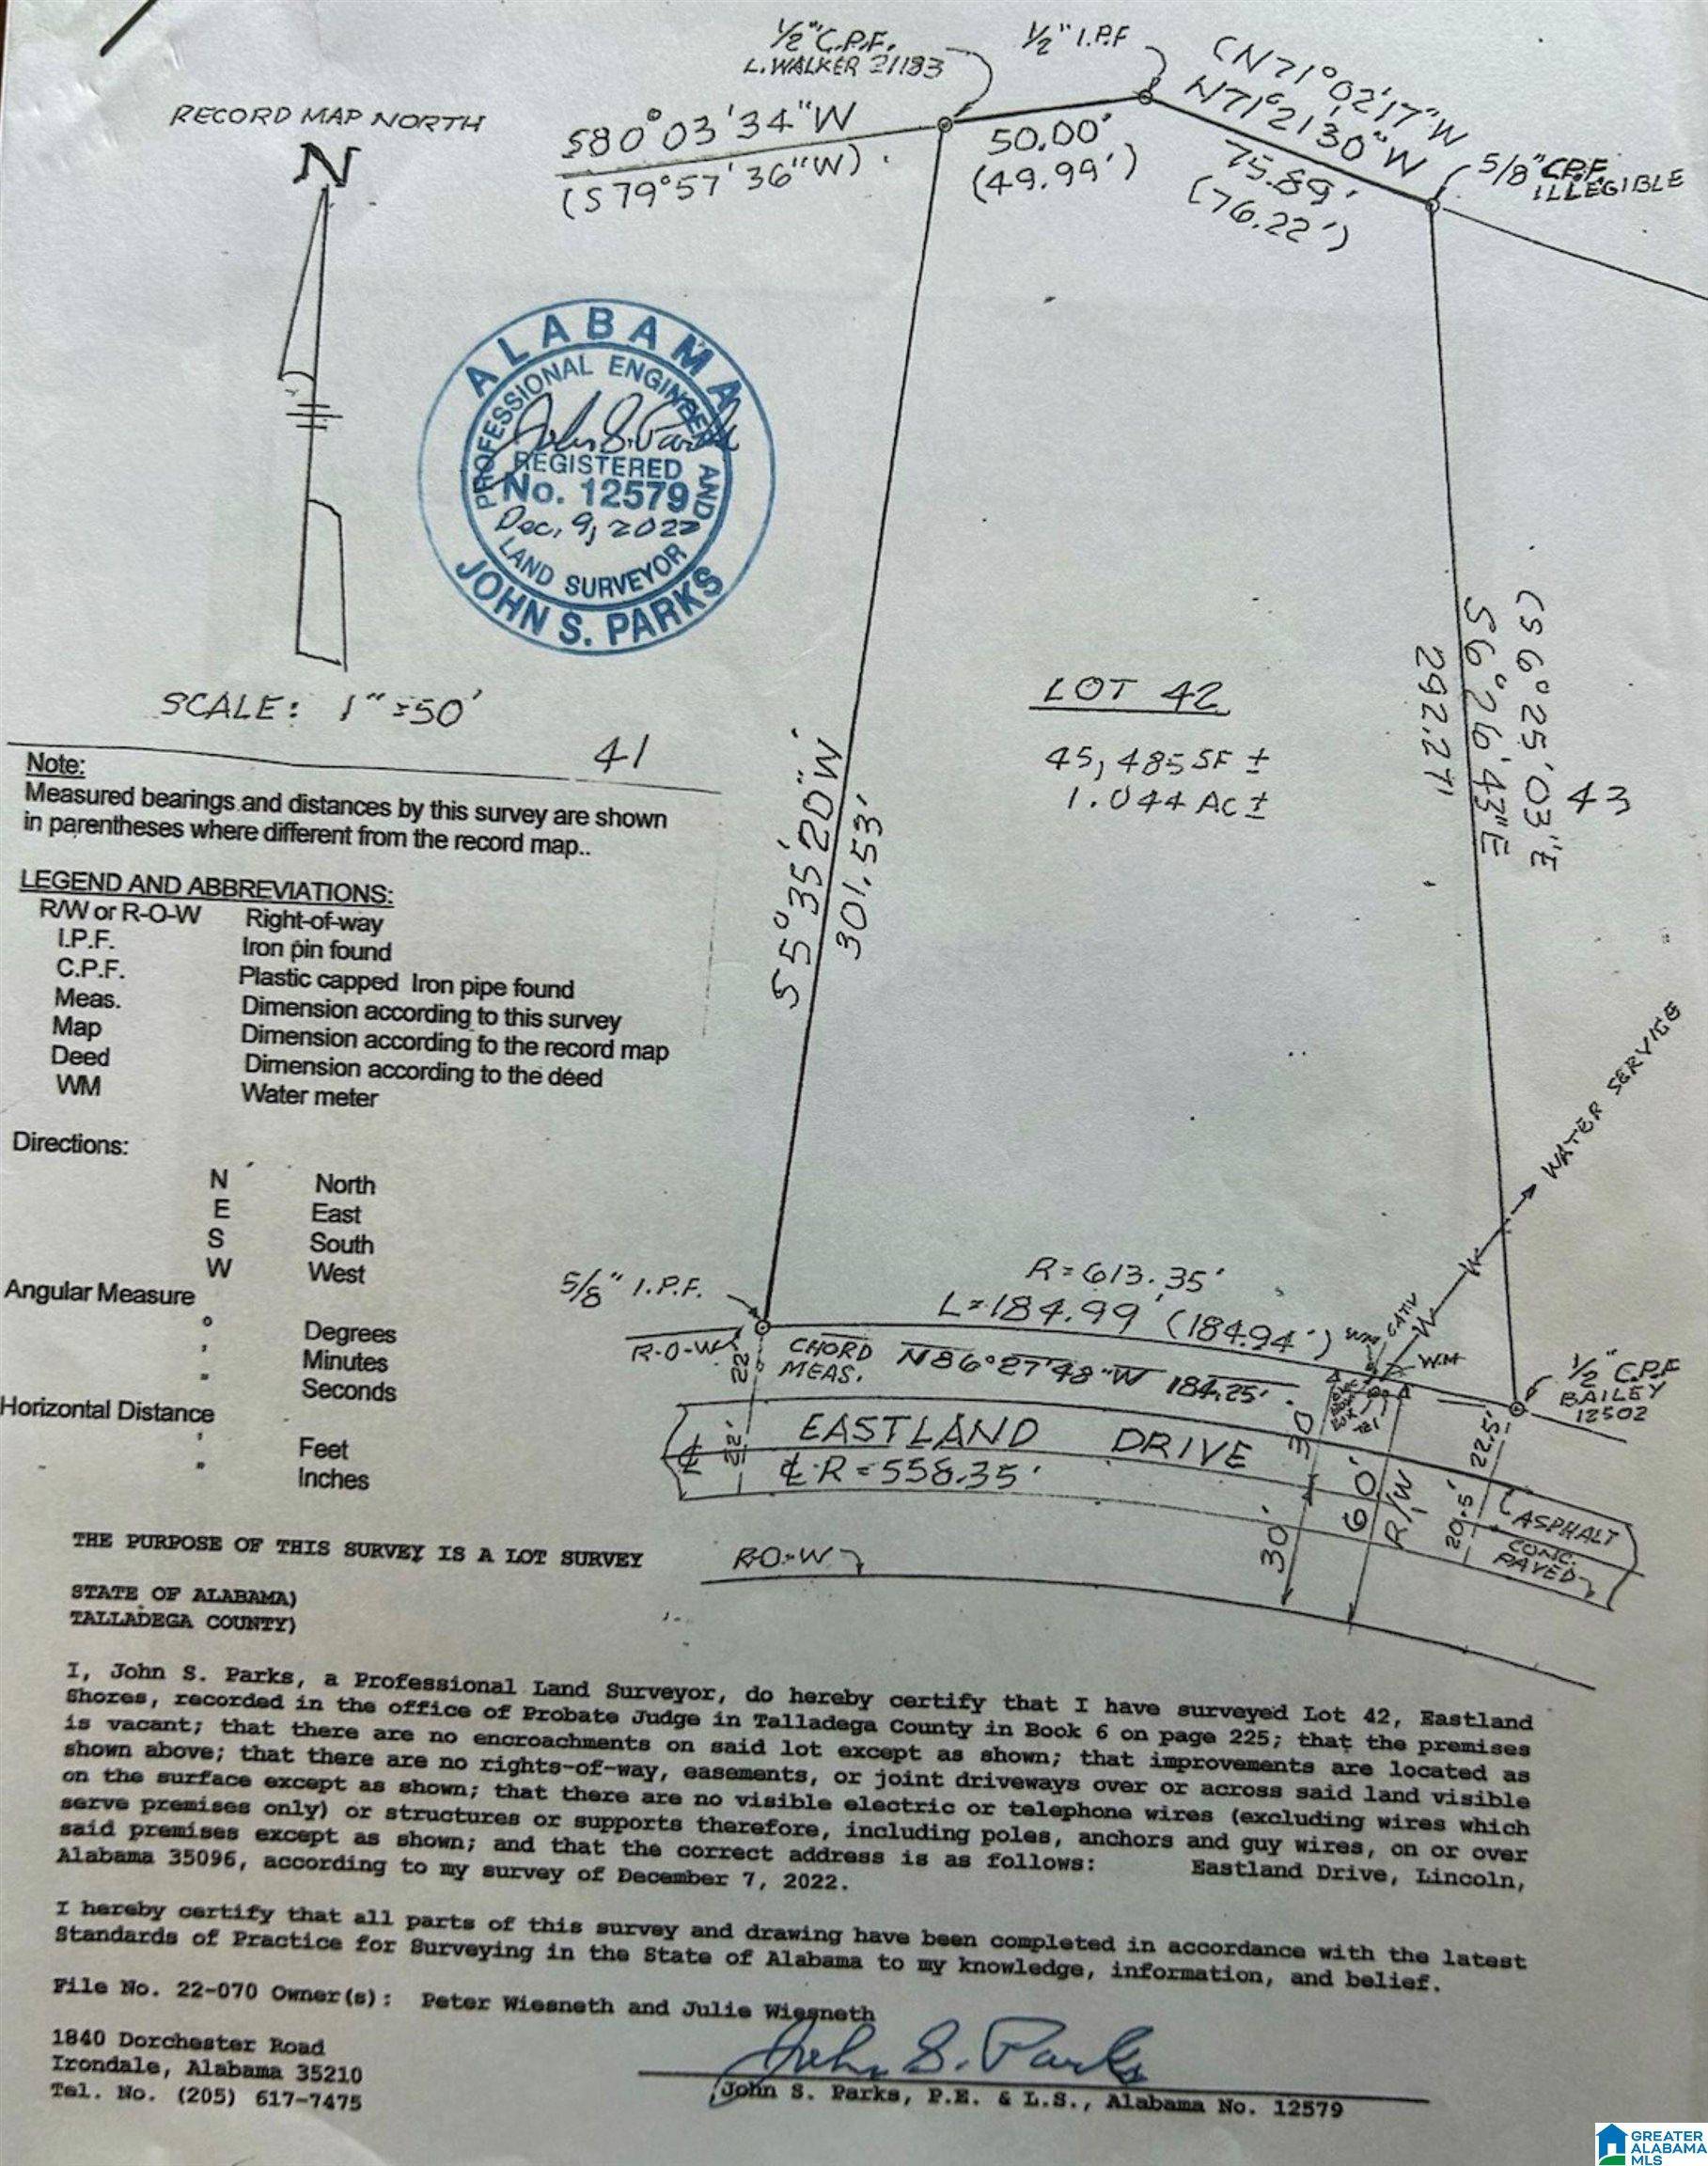 1/2" C.P.F.
L. WALKER 21183
1/2" I.P.F
(N71°02'17"W
N71°21'30"W
75.89'
(76.22')
5/8" C.P.F.
ILLEGIBLE
RECORD MAP NORTH
N
S80°03'34"W
(S79°57'36"W)
50.00'
(49.99')
ALABAMA
PROFESSIONAL ENGINEER AND
John S. Parks
REGISTERED
No. 12579
Dec. 9, 2022
LAND SURVEYOR
JOHN S. PARKS
SCALE: 1"=50'
41
LOT 42
45,485 SF ±
1.044 AC ±
S5°35'20"W
301.53'
292.27'
S6°26'43"E
(S6°25'03"E
43
Note:
Measured bearings and distances by this survey are shown
in parentheses where different from the record map..
LEGEND AND ABBREVIATIONS:
R/W or R-O-W Right-of-way
I.P.F. Iron pin found
C.P.F. Plastic capped Iron pipe found
Meas. Dimension according to this survey
Map Dimension according to the record map
Deed Dimension according to the deed
WM Water meter
Directions:
N North
E East
S South
W West
Angular Measure
° Degrees
' Minutes
" Seconds
Horizontal Distance
' Feet
" Inches
WATER SERVICE
W
W
5/8" I.P.F.
R=613.35'
L=184.99' (184.94')
R-O-W
22'
CHORD N86°27'48"W 184.25'
MEAS.
WM
CATV
W.M
1/2" C.P.F
BAILEY
12502
EASTLAND DRIVE
℄
22'
℄ R=558.35'
30'
30'
60'
R/W
22.5'
20.5'
ASPHALT
CONC.
PAVED
R-O-W
THE PURPOSE OF THIS SURVEY IS A LOT SURVEY
STATE OF ALABAMA)
TALLADEGA COUNTY)
I, John S. Parks, a Professional Land Surveyor, do hereby certify that I have surveyed Lot 42, Eastland
Shores, recorded in the office of Probate Judge in Talladega County in Book 6 on page 225; that the premises
is vacant; that there are no encroachments on said lot except as shown; that improvements are located as
shown above; that there are no rights-of-way, easements, or joint driveways over or across said land visible
on the surface except as shown; that there are no visible electric or telephone wires (excluding wires which
serve premises only) or structures or supports therefore, including poles, anchors and guy wires, on or over
said premises except as shown; and that the correct address is as follows: Eastland Drive, Lincoln,
Alabama 35096, according to my survey of December 7, 2022.
I hereby certify that all parts of this survey and drawing have been completed in accordance with the latest
Standards of Practice for Surveying in the State of Alabama to my knowledge, information, and belief.
File No. 22-070 Owner(s): Peter Wiesneth and Julie Wiesneth
1840 Dorchester Road
Irondale, Alabama 35210
Tel. No. (205) 617-7475
John S. Parks
John S. Parks, P.E. & L.S., Alabama No. 12579
GREATER
ALABAMA
MLS